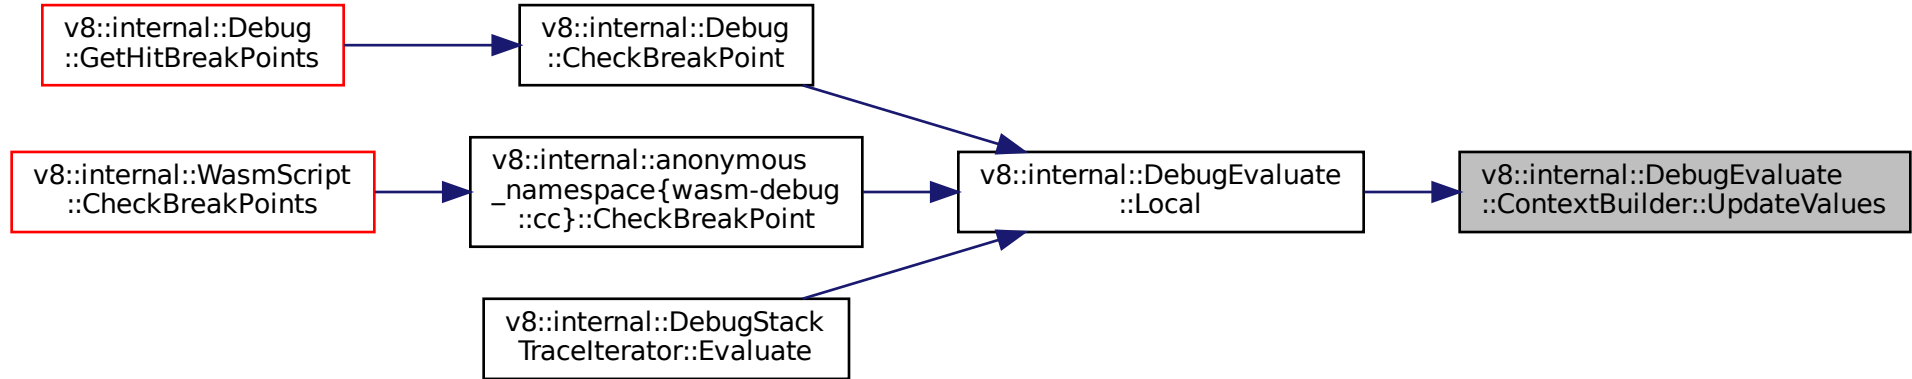 v8::internal::Debug
::GetHitBreakPoints
v8::internal::Debug
::CheckBreakPoint
v8::internal::WasmScript
::CheckBreakPoints
v8::internal::anonymous
_namespace{wasm-debug
::cc}::CheckBreakPoint
v8::internal::DebugEvaluate
::Local
v8::internal::DebugEvaluate
::ContextBuilder::UpdateValues
v8::internal::DebugStack
TraceIterator::Evaluate